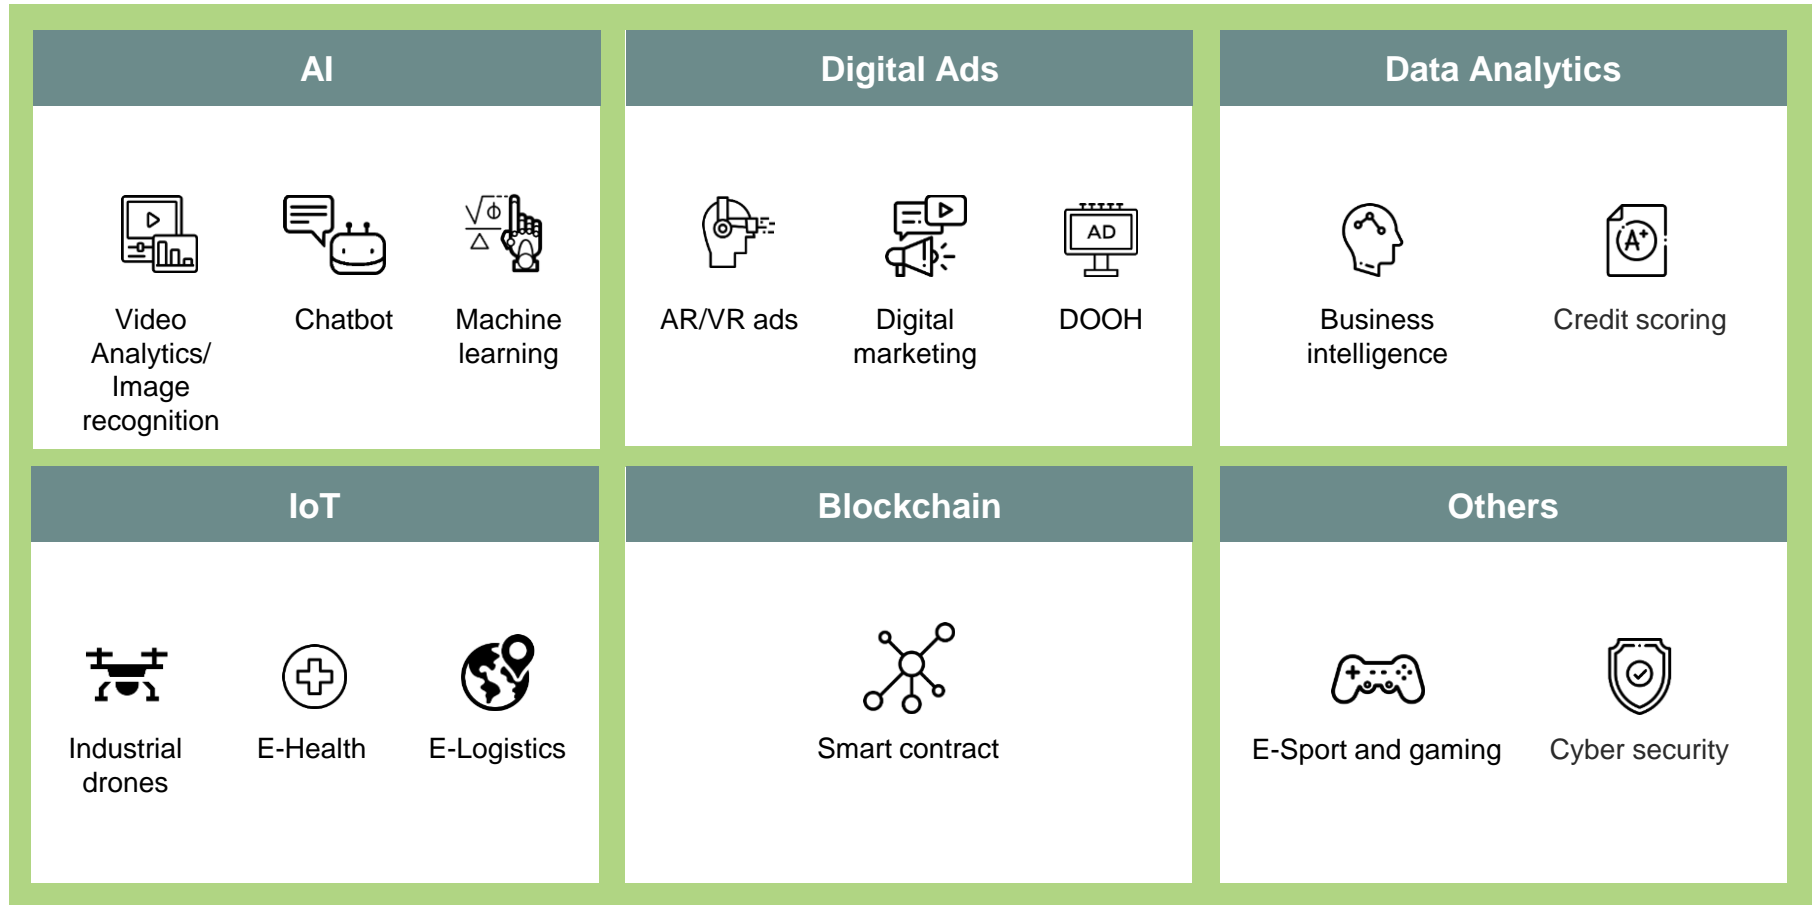 AI
Video
Analytics/
Image
recognition
Chatbot
Machine
learning
Digital Ads
AR/VR ads
Digital
marketing
AD
DOOH
Data Analytics
Business
intelligence
A+
Credit scoring
IoT
Industrial
drones
E-Health
E-Logistics
Blockchain
Smart contract
Others
E-Sport and gaming
Cyber security